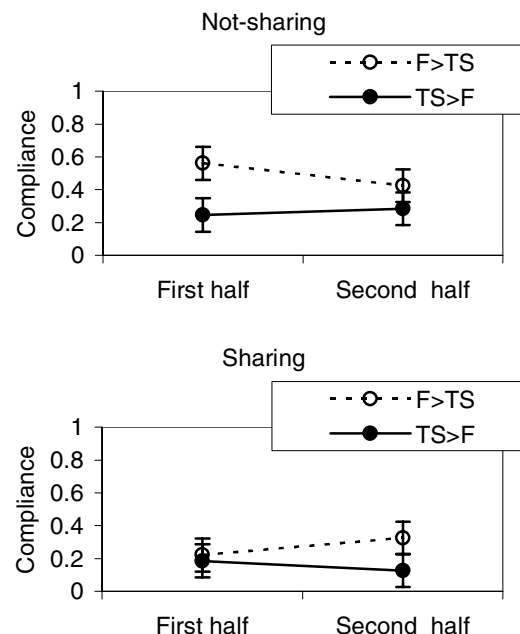 Not-sharing
F>TS
TS>F
Compliance
1
0.8
0.6
0.4
0.2
0
First half
Second half
Sharing
F>TS
TS>F
Compliance
1
0.8
0.6
0.4
0.2
0
First half
Second half